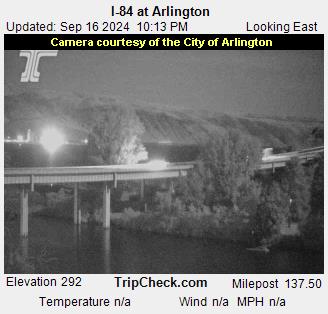 I-84 at Arlington
Updated: Sep 16 2024 10:13 PM Looking East
Camera courtesy of the City of Arlington
Elevation 292 TripCheck.com Milepost 137.50
Temperature n/a Wind n/a MPH n/a